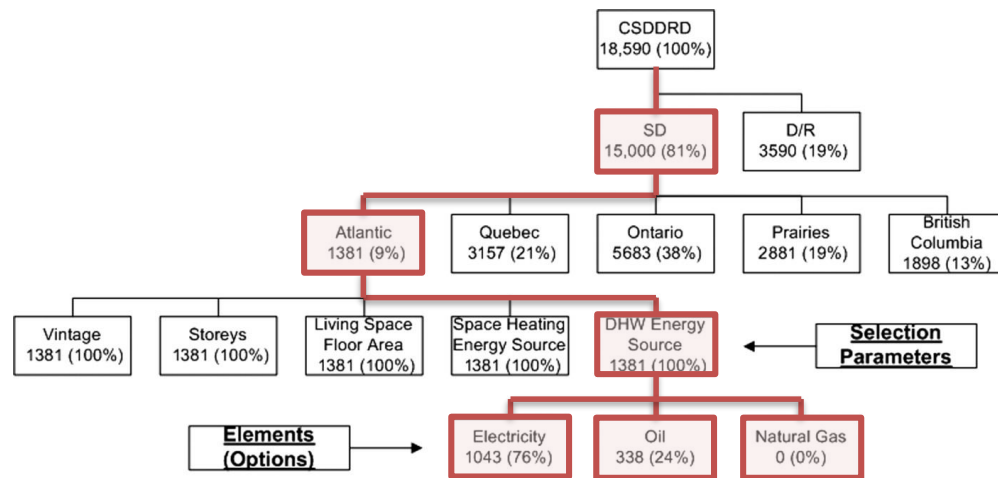 CSDDRD
18,590 (100%)
SD
15,000 (81%)
D/R
3590 (19%)
Atlantic
1381 (9%)
Quebec
3157 (21%)
Ontario
5683 (38%)
Prairies
2881 (19%)
British
Columbia
1898 (13%)
Vintage
1381 (100%)
Storeys
1381 (100%)
Living Space
Floor Area
1381 (100%)
Space Heating
Energy Source
1381 (100%)
DHW Energy
Source
1381 (100%)
Selection
Parameters
Elements
(Options)
Electricity
1043 (76%)
Oil
338 (24%)
Natural Gas
0 (0%)